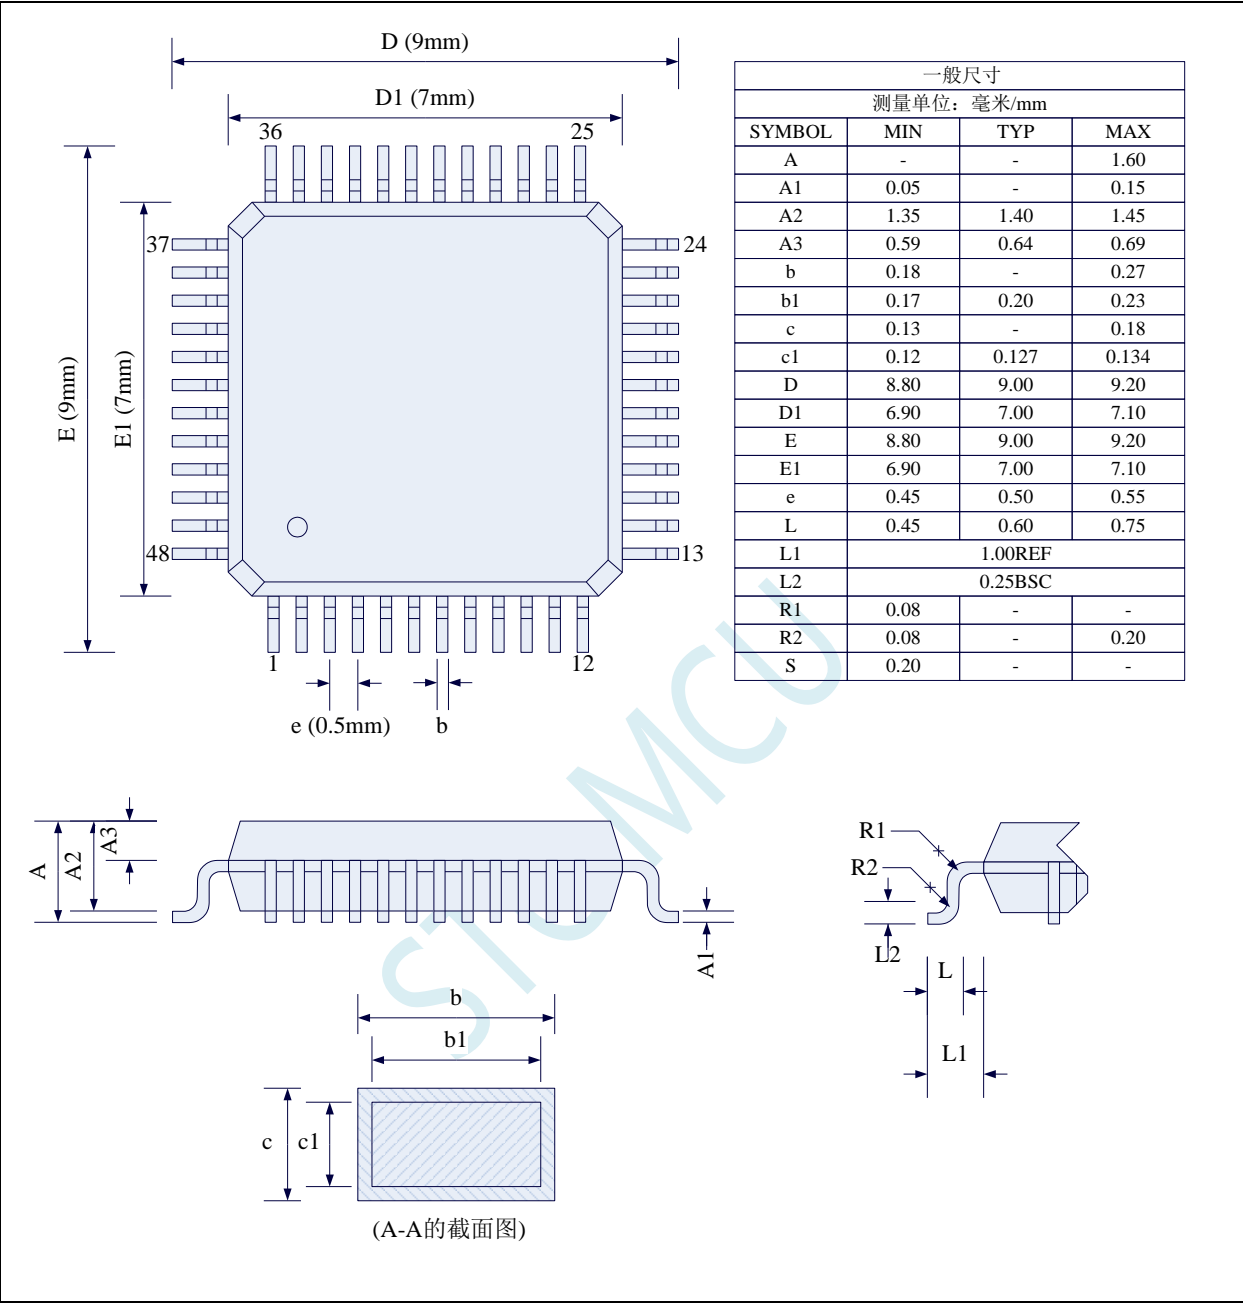 D (9mm)
D1 (7mm)
36
25
37
24
E (9mm)
E1 (7mm)
48
13
1
12
e (0.5mm)
b
一般尺寸
测量单位：毫米/mm
SYMBOL MIN TYP MAX
A - - 1.60
A1 0.05 - 0.15
A2 1.35 1.40 1.45
A3 0.59 0.64 0.69
b 0.18 - 0.27
b1 0.17 0.20 0.23
c 0.13 - 0.18
c1 0.12 0.127 0.134
D 8.80 9.00 9.20
D1 6.90 7.00 7.10
E 8.80 9.00 9.20
E1 6.90 7.00 7.10
e 0.45 0.50 0.55
L 0.45 0.60 0.75
L1 1.00REF
L2 0.25BSC
R1 0.08 - -
R2 0.08 - 0.20
S 0.20 - -
A
A2
A3
A1
R1
R2
L2
L
L1
b
b1
c
c1
(A-A的截面图)
STCMCU